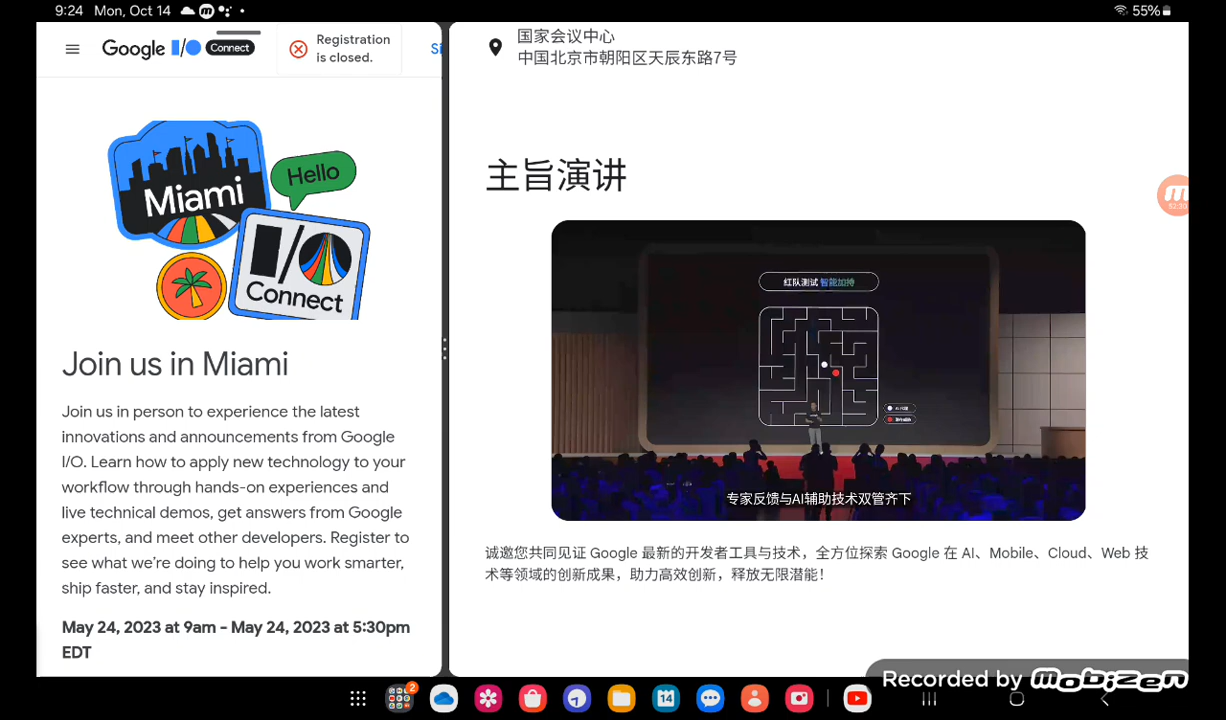 9:24 Mon, Oct 14
55%
Google I/O Connect
Registration
is closed.
Si
Miami
Hello
I/O
Connect
Join us in Miami
Join us in person to experience the latest
innovations and announcements from Google
I/O. Learn how to apply new technology to your
workflow through hands-on experiences and
live technical demos, get answers from Google
experts, and meet other developers. Register to
see what we're doing to help you work smarter,
ship faster, and stay inspired.
May 24, 2023 at 9am - May 24, 2023 at 5:30pm
EDT
国家会议中心
中国北京市朝阳区天辰东路7号
主旨演讲
红队测试 智能加持
专家反馈与AI辅助技术双管齐下
诚邀您共同见证 Google 最新的开发者工具与技术，全方位探索 Google 在 AI、Mobile、Cloud、Web 技
术等领域的创新成果，助力高效创新，释放无限潜能！
2
14
Recorded by mobizen